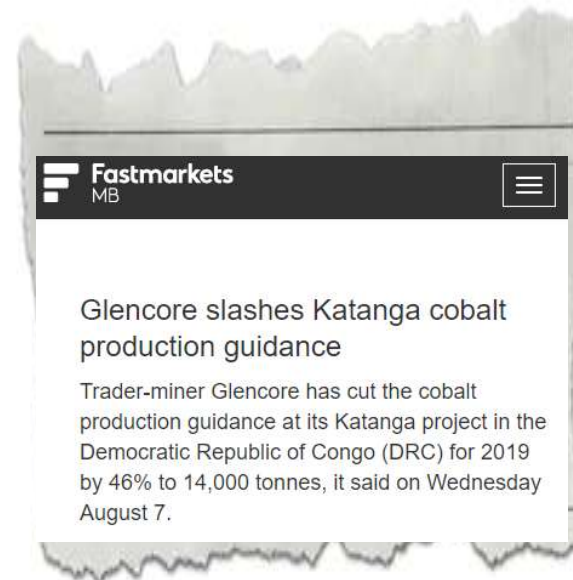 Fastmarkets
MB
Glencore slashes Katanga cobalt
production guidance
Trader-miner Glencore has cut the cobalt
production guidance at its Katanga project in the
Democratic Republic of Congo (DRC) for 2019
by 46% to 14,000 tonnes, it said on Wednesday
August 7.